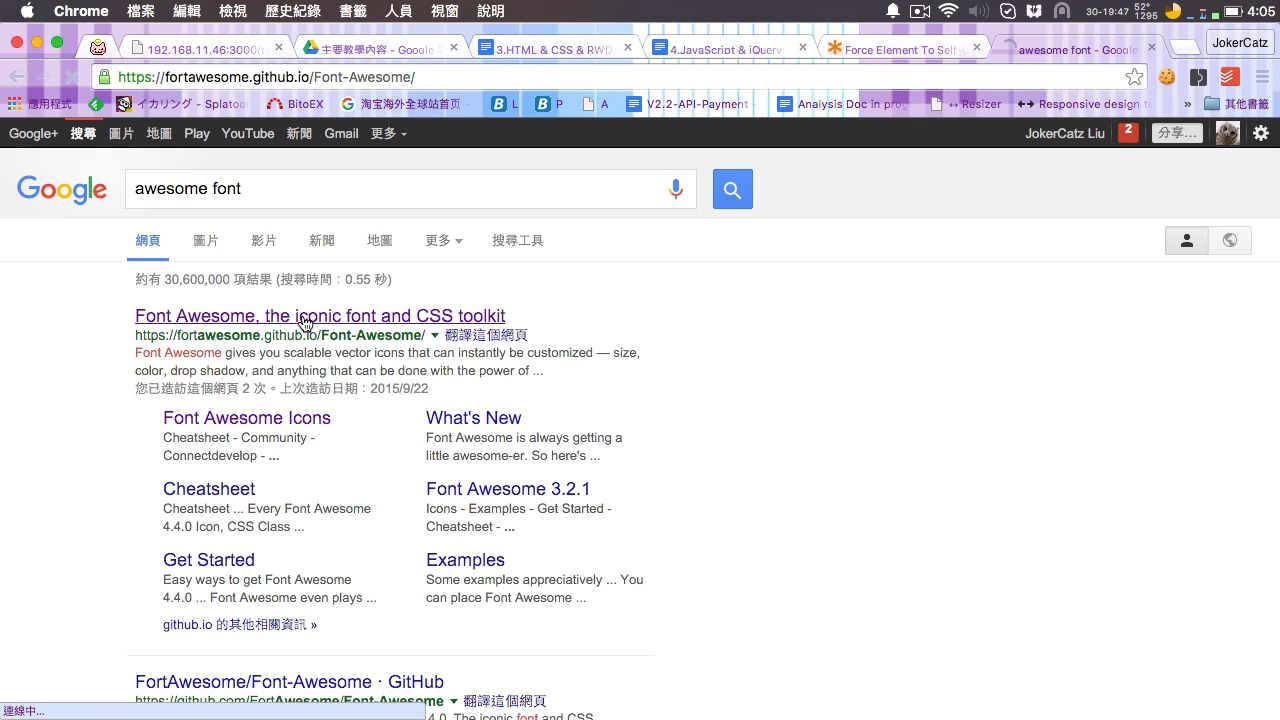 Chrome 檔案 編輯 檢視 歷史紀錄 書籤 人員 視窗 說明 30-19:47 52° 1295 4:05
192.168.11.46:3000/te 主要教學內容 - Google 雲 3.HTML & CSS & RWD 4.JavaScript & jQuery Force Element To Self-C awesome font - Google JokerCatz
https://fortawesome.github.io/Font-Awesome/
應用程式 イカリング - Splatoon BitoEX 淘宝海外全球站首页 L P A V2.2-API-Payment - Analysis Doc in prog ↔ Resizer Responsive design te » 其他書籤
Google+ 搜尋 圖片 地圖 Play YouTube 新聞 Gmail 更多 JokerCatz Liu 2 分享...
Google awesome font
網頁 圖片 影片 新聞 地圖 更多 搜尋工具
約有 30,600,000 項結果 (搜尋時間：0.55 秒)
Font Awesome, the iconic font and CSS toolkit
https://fortawesome.github.io/Font-Awesome/ 翻譯這個網頁
Font Awesome gives you scalable vector icons that can instantly be customized — size,
color, drop shadow, and anything that can be done with the power of ...
您已造訪這個網頁 2 次。上次造訪日期：2015/9/22
Font Awesome Icons
Cheatsheet - Community -
Connectdevelop - ...
What's New
Font Awesome is always getting a
little awesome-er. So here's ...
Cheatsheet
Cheatsheet ... Every Font Awesome
4.4.0 Icon, CSS Class ...
Font Awesome 3.2.1
Icons - Examples - Get Started -
Cheatsheet - ...
Get Started
Easy ways to get Font Awesome
4.4.0 ... Font Awesome even plays ...
Examples
Some examples appreciatively ... You
can place Font Awesome ...
github.io 的其他相關資訊 »
FortAwesome/Font-Awesome · GitHub
https://github.com/FortAwesome/Font-Awesome 翻譯這個網頁
連線中...
4.0. The iconic font and CSS